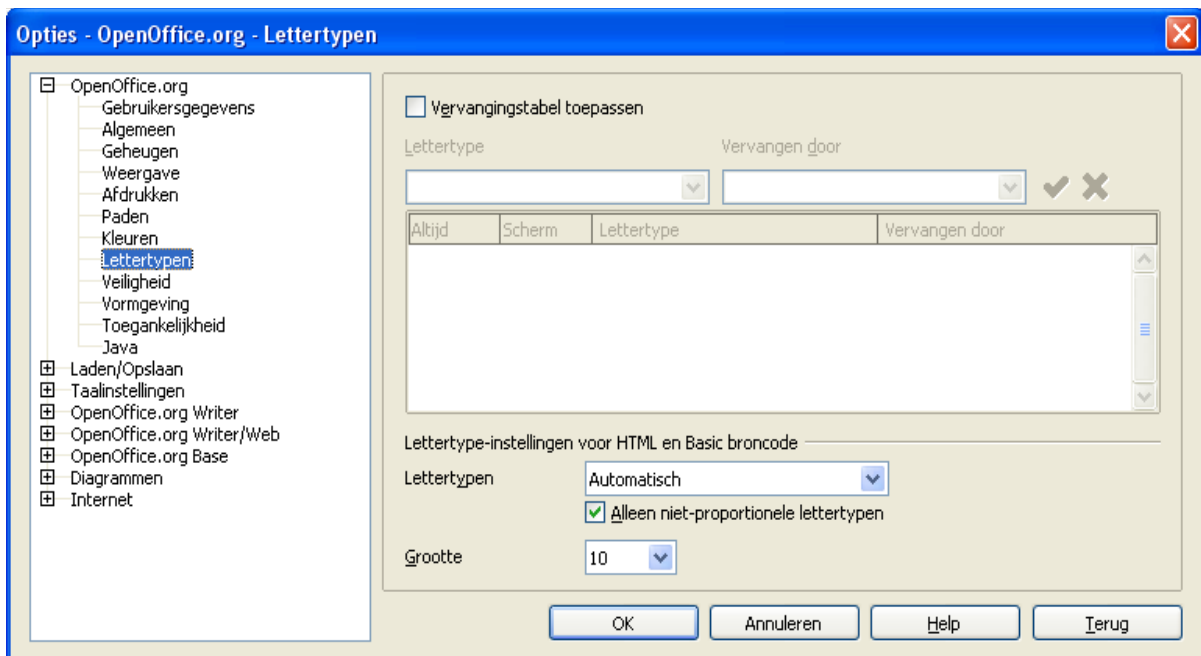 Opties - OpenOffice.org - Lettertypen
OpenOffice.org
Gebruikersgegevens
Algemeen
Geheugen
Weergave
Afdrukken
Paden
Kleuren
Lettertypen
Veiligheid
Vormgeving
Toegankelijkheid
Java
Laden/Opslaan
Taalinstellingen
OpenOffice.org Writer
OpenOffice.org Writer/Web
OpenOffice.org Base
Diagrammen
Internet
Vervangingstabel toepassen
Lettertype Vervangen door
Altijd Scherm Lettertype Vervangen door
Lettertype-instellingen voor HTML en Basic broncode
Lettertypen Automatisch
Alleen niet-proportionele lettertypen
Grootte 10
OK Annuleren Help Terug